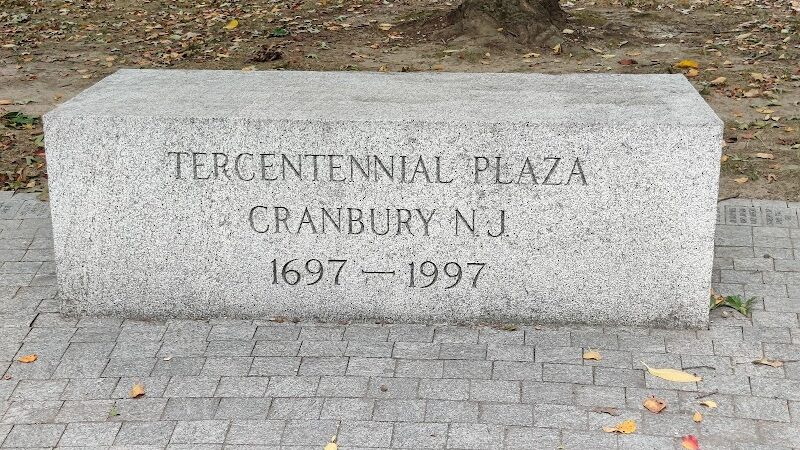 TERCENTENNIAL PLAZA
CRANBURY N.J.
1697 — 1997